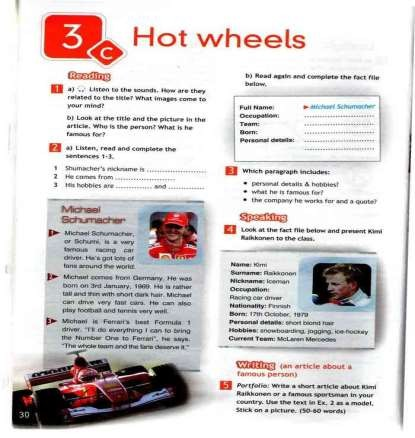 3 C Hot wheels
Reading
1 a) Listen to the sounds. How are they
related to the title? What images come to
your mind?
b) Look at the title and the picture in the
article. Who is the person? What is he
famous for?
2 a) Listen, read and complete the
sentences 1-3.
1 Shumacher's nickname is ..................
2 He comes from ..................
3 His hobbies are ............ and ............
Michael
Schumacher
1 Michael Schumacher,
or Schumi, is a very
famous racing car
driver. He's got lots of
fans around the world.
2 Michael comes from Germany. He was
born on 3rd January, 1969. He is rather
tall and thin with short dark hair. Michael
can drive very fast cars. He can also
play football and tennis very well.
3 Michael is Ferrari's best Formula 1
driver. "I'll do everything I can to bring
the Number One to Ferrari", he says.
"The whole team and the fans deserve it."
30
b) Read again and complete the fact file
below.
Full Name: Michael Schumacher
Occupation: ..................
Team: ..................
Born: ..................
Personal details: ..................
3 Which paragraph includes:
• personal details & hobbies?
• what he is famous for?
• the company he works for and a quote?
Speaking
4 Look at the fact file below and present Kimi
Raikkonen to the class.
Name: Kimi
Surname: Raikkonen
Nickname: Iceman
Occupation:
Racing car driver
Nationality: Finnish
Born: 17th October, 1979
Personal details: short blond hair
Hobbies: snowboarding, jogging, ice-hockey
Current Team: McLaren Mercedes
Writing (an article about a
famous person)
5 Portfolio: Write a short article about Kimi
Raikkonen or a famous sportsman in your
country. Use the text in Ex. 2 as a model.
Stick on a picture. (50-60 words)